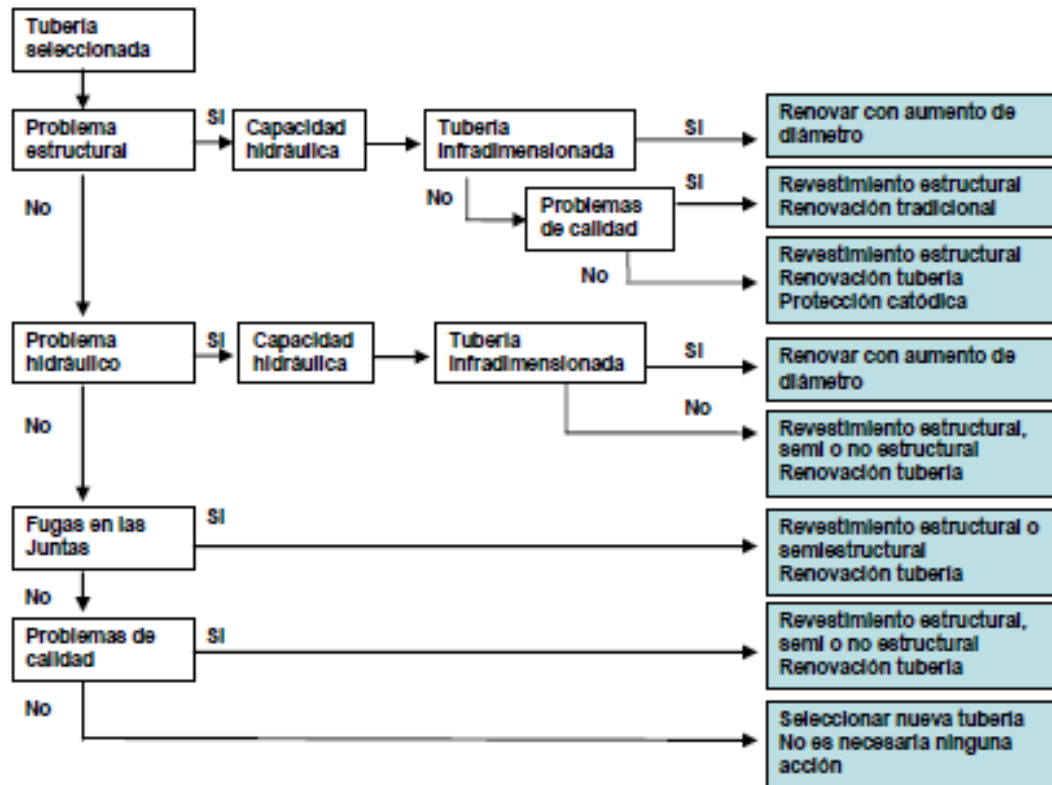 Tubería
seleccionada
Problema
estructural
SI
Capacidad
hidráulica
Tubería
infradimensionada
SI
Renovar con aumento de
diámetro
No
No
Problemas
de calidad
SI
Revestimiento estructural
Renovación tradicional
No
Revestimiento estructural
Renovación tubería
Protección catódica
Problema
hidráulico
SI
Capacidad
hidráulica
Tubería
infradimensionada
SI
Renovar con aumento de
diámetro
No
No
Revestimiento estructural,
semi o no estructural
Renovación tubería
Fugas en las
Juntas
SI
Revestimiento estructural o
semiestructural
Renovación tubería
No
Problemas de
calidad
SI
Revestimiento estructural,
semi o no estructural
Renovación tubería
No
Seleccionar nueva tubería
No es necesaria ninguna
acción